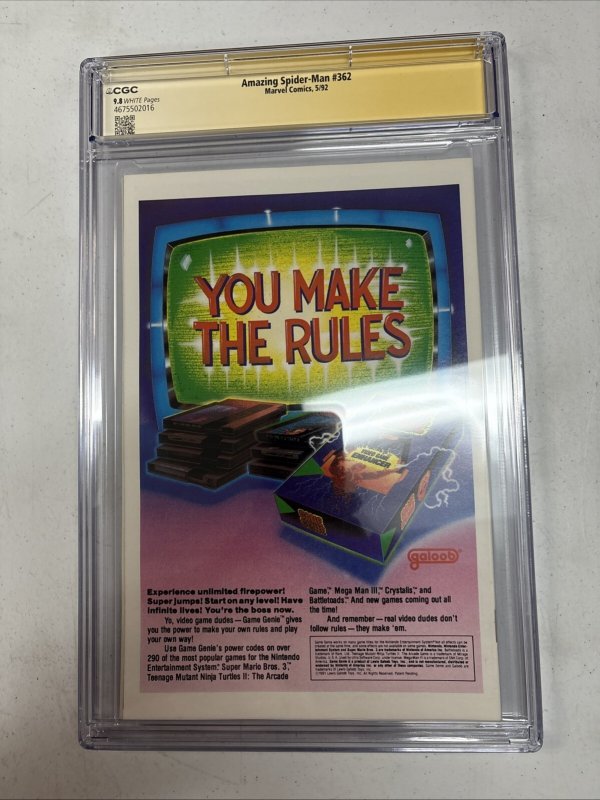 CGC
9.8 WHITE Pages
4675502016
Amazing Spider-Man #362
Marvel Comics, 5/92
YOU MAKE
THE RULES
VIDEO GAME
ENHANCER
galoob
Experience unlimited firepower!
Super jumps! Start on any level! Have
infinite lives! You're the boss now.
Yo, video game dudes — Game Genie™ gives
you the power to make your own rules and play
your own way!
Use Game Genie's power codes on over
290 of the most popular games for the Nintendo
Entertainment System: Super Mario Bros. 3,™
Teenage Mutant Ninja Turtles II: The Arcade
Game,™ Mega Man III,™ Crystalis,™ and
Battletoads.™ And new games coming out all
the time!
And remember — real video dudes don't
follow rules — they make 'em.